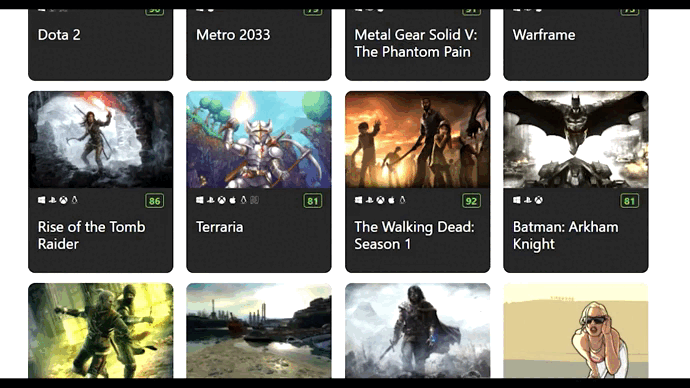 Dota 2
Metro 2033
Metal Gear Solid V:
The Phantom Pain
Warframe
86
Rise of the Tomb
Raider
81
Terraria
92
The Walking Dead:
Season 1
81
Batman: Arkham
Knight